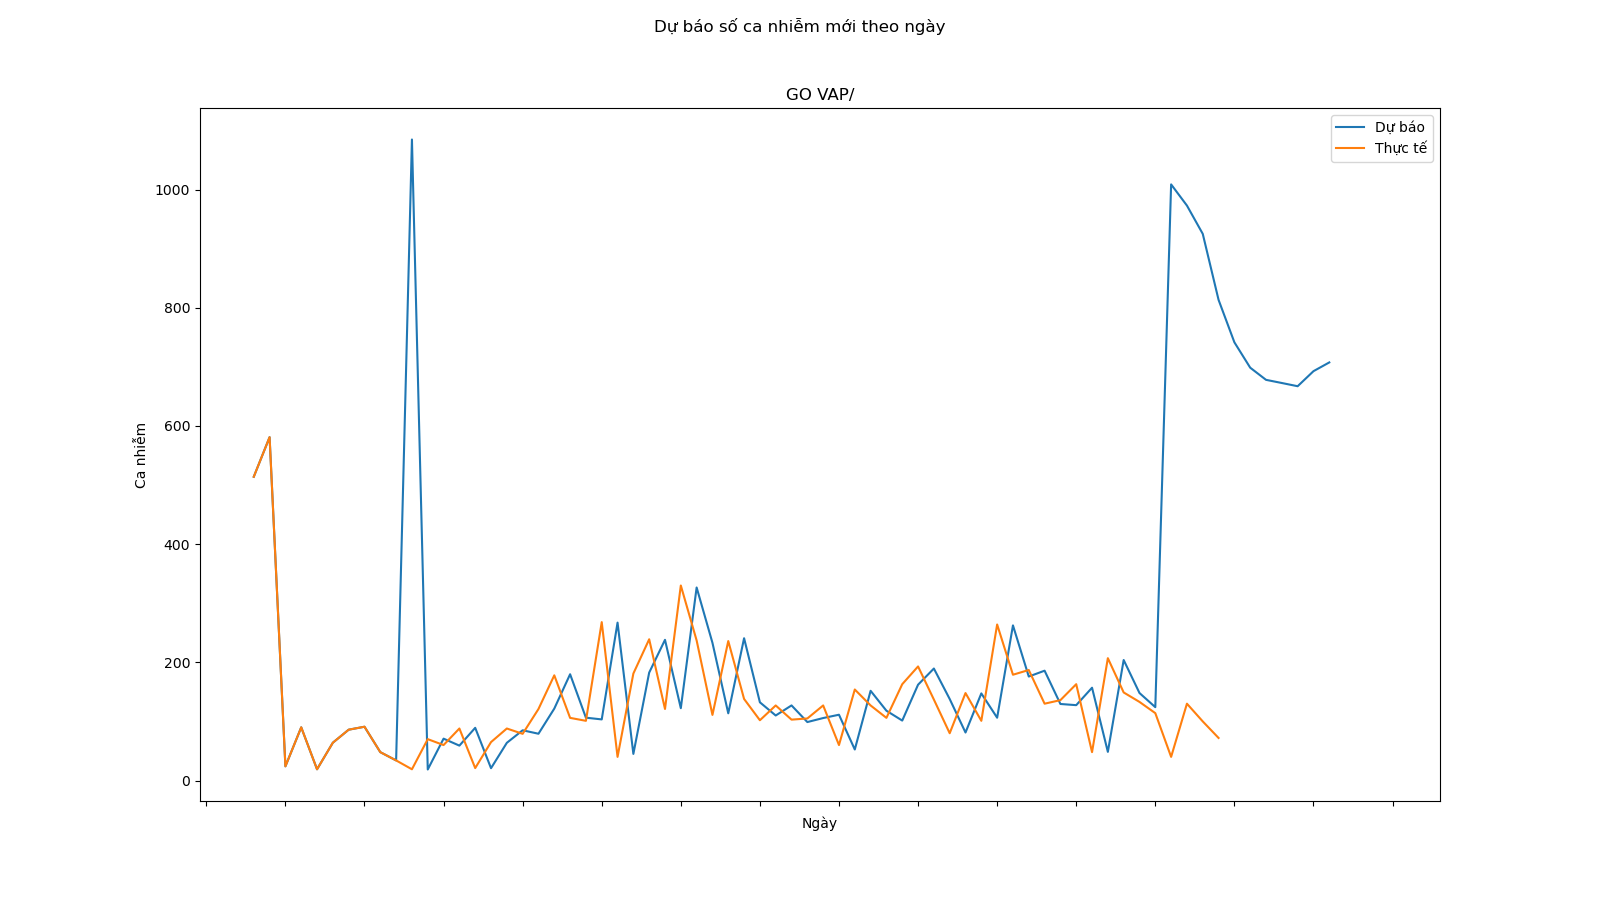 Dự báo số ca nhiễm mới theo ngày
GO VAP/
Dự báo
Thực tế
1000
800
600
400
200
0
Ca nhiễm
Ngày